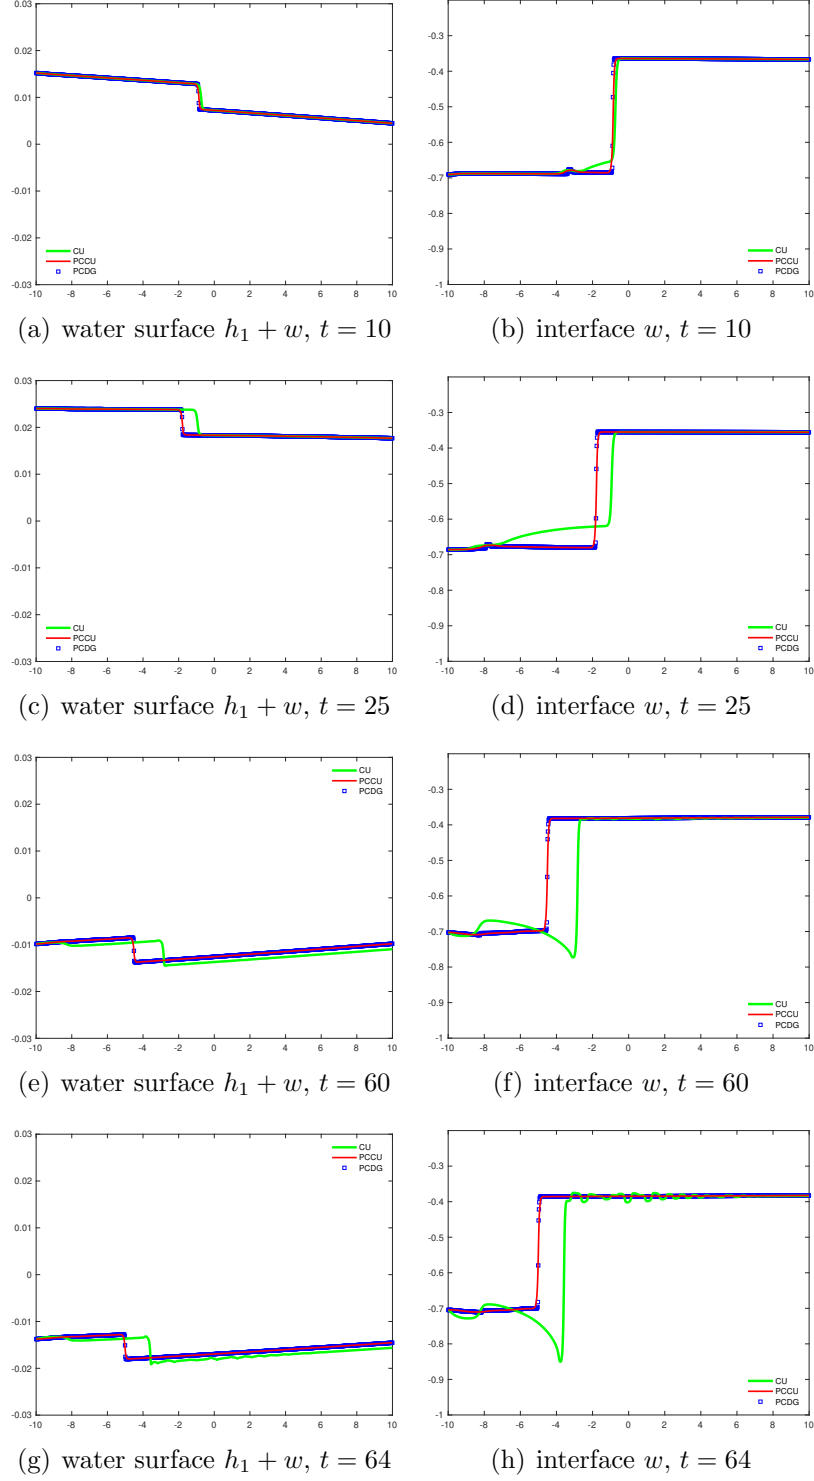 0.03
0.02
0.01
0
-0.01
-0.02
-0.03
CU
PCCU
PCDG
-10 -8 -6 -4 -2 0 2 4 6 8 10
(a) water surface h₁ + w, t = 10
-0.3
-0.4
-0.5
-0.6
-0.7
-0.8
-0.9
-1
CU
PCCU
PCDG
-10 -8 -6 -4 -2 0 2 4 6 8 10
(b) interface w, t = 10
0.03
0.02
0.01
0
-0.01
-0.02
-0.03
CU
PCCU
PCDG
-10 -8 -6 -4 -2 0 2 4 6 8 10
(c) water surface h₁ + w, t = 25
-0.3
-0.4
-0.5
-0.6
-0.7
-0.8
-0.9
-1
CU
PCCU
PCDG
-10 -8 -6 -4 -2 0 2 4 6 8 10
(d) interface w, t = 25
0.03
CU
PCCU
PCDG
0.02
0.01
0
-0.01
-0.02
-0.03
-10 -8 -6 -4 -2 0 2 4 6 8 10
(e) water surface h₁ + w, t = 60
-0.3
-0.4
-0.5
-0.6
-0.7
-0.8
-0.9
-1
CU
PCCU
PCDG
-10 -8 -6 -4 -2 0 2 4 6 8 10
(f) interface w, t = 60
0.03
CU
PCCU
PCDG
0.02
0.01
0
-0.01
-0.02
-0.03
-10 -8 -6 -4 -2 0 2 4 6 8 10
(g) water surface h₁ + w, t = 64
-0.3
-0.4
-0.5
-0.6
-0.7
-0.8
-0.9
-1
CU
PCCU
PCDG
-10 -8 -6 -4 -2 0 2 4 6 8 10
(h) interface w, t = 64